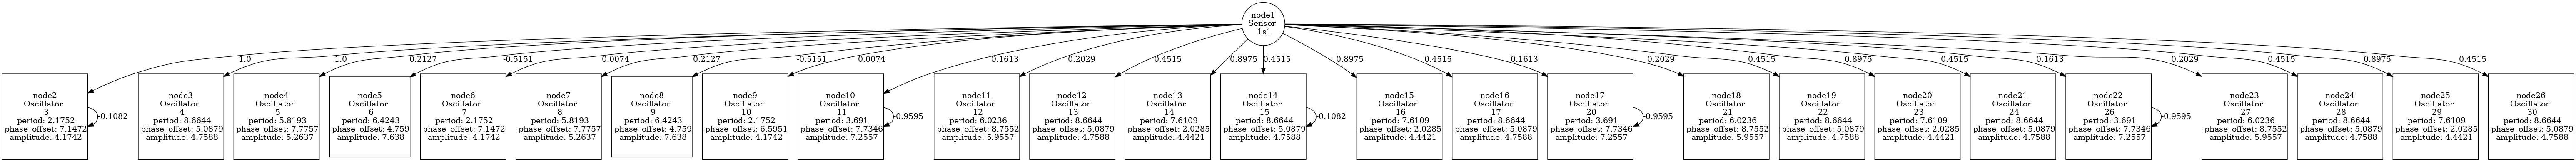 node1
Sensor
1s1
1.0
1.0
0.2127
-0.5151
0.0074
0.2127
-0.5151
0.0074
0.1613
0.2029
0.4515
0.8975
0.4515
0.8975
0.4515
0.1613
0.2029
0.4515
0.8975
0.4515
0.1613
0.2029
0.4515
0.8975
0.4515
node2
Oscillator
3
period: 2.1752
phase_offset: 7.1472
amplitude: 4.1742
-0.1082
node3
Oscillator
4
period: 8.6644
phase_offset: 5.0879
amplitude: 4.7588
node4
Oscillator
5
period: 5.8193
phase_offset: 7.7757
amplitude: 5.2637
node5
Oscillator
6
period: 6.4243
phase_offset: 4.759
amplitude: 7.638
node6
Oscillator
7
period: 2.1752
phase_offset: 7.1472
amplitude: 4.1742
node7
Oscillator
8
period: 5.8193
phase_offset: 7.7757
amplitude: 5.2637
node8
Oscillator
9
period: 6.4243
phase_offset: 4.759
amplitude: 7.638
node9
Oscillator
10
period: 2.1752
phase_offset: 6.5951
amplitude: 4.1742
node10
Oscillator
11
period: 3.691
phase_offset: 7.7346
amplitude: 7.2557
-0.9595
node11
Oscillator
12
period: 6.0236
phase_offset: 8.7552
amplitude: 5.9557
node12
Oscillator
13
period: 8.6644
phase_offset: 5.0879
amplitude: 4.7588
node13
Oscillator
14
period: 7.6109
phase_offset: 2.0285
amplitude: 4.4421
node14
Oscillator
15
period: 8.6644
phase_offset: 5.0879
amplitude: 4.7588
-0.1082
node15
Oscillator
16
period: 7.6109
phase_offset: 2.0285
amplitude: 4.4421
node16
Oscillator
17
period: 8.6644
phase_offset: 5.0879
amplitude: 4.7588
node17
Oscillator
20
period: 3.691
phase_offset: 7.7346
amplitude: 7.2557
-0.9595
node18
Oscillator
21
period: 6.0236
phase_offset: 8.7552
amplitude: 5.9557
node19
Oscillator
22
period: 8.6644
phase_offset: 5.0879
amplitude: 4.7588
node20
Oscillator
23
period: 7.6109
phase_offset: 2.0285
amplitude: 4.4421
node21
Oscillator
24
period: 8.6644
phase_offset: 5.0879
amplitude: 4.7588
node22
Oscillator
26
period: 3.691
phase_offset: 7.7346
amplitude: 7.2557
-0.9595
node23
Oscillator
27
period: 6.0236
phase_offset: 8.7552
amplitude: 5.9557
node24
Oscillator
28
period: 8.6644
phase_offset: 5.0879
amplitude: 4.7588
node25
Oscillator
29
period: 7.6109
phase_offset: 2.0285
amplitude: 4.4421
node26
Oscillator
30
period: 8.6644
phase_offset: 5.0879
amplitude: 4.7588